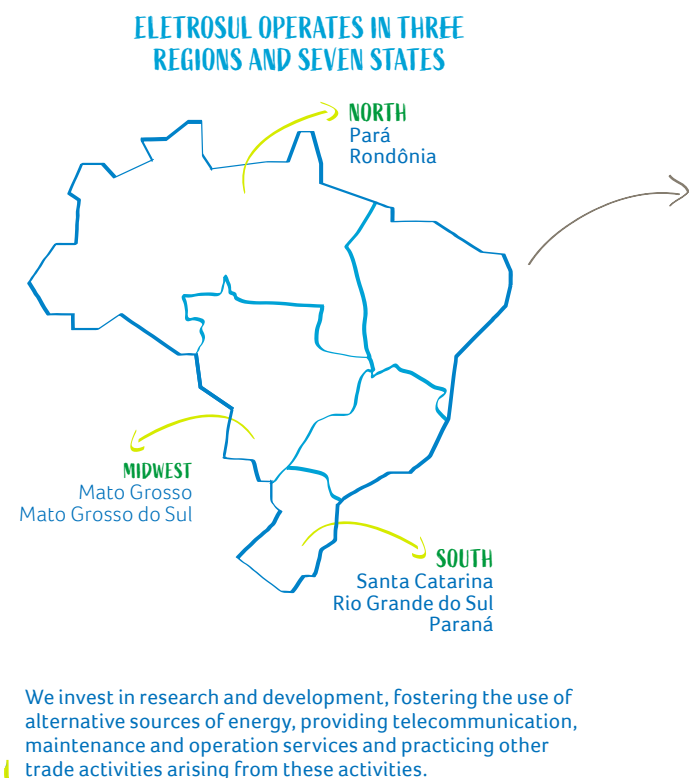 ELETROSUL OPERATES IN THREE
REGIONS AND SEVEN STATES
NORTH
Pará
Rondônia
MIDWEST
Mato Grosso
Mato Grosso do Sul
SOUTH
Santa Catarina
Rio Grande do Sul
Paraná
We invest in research and development, fostering the use of
alternative sources of energy, providing telecommunication,
maintenance and operation services and practicing other
trade activities arising from these activities.